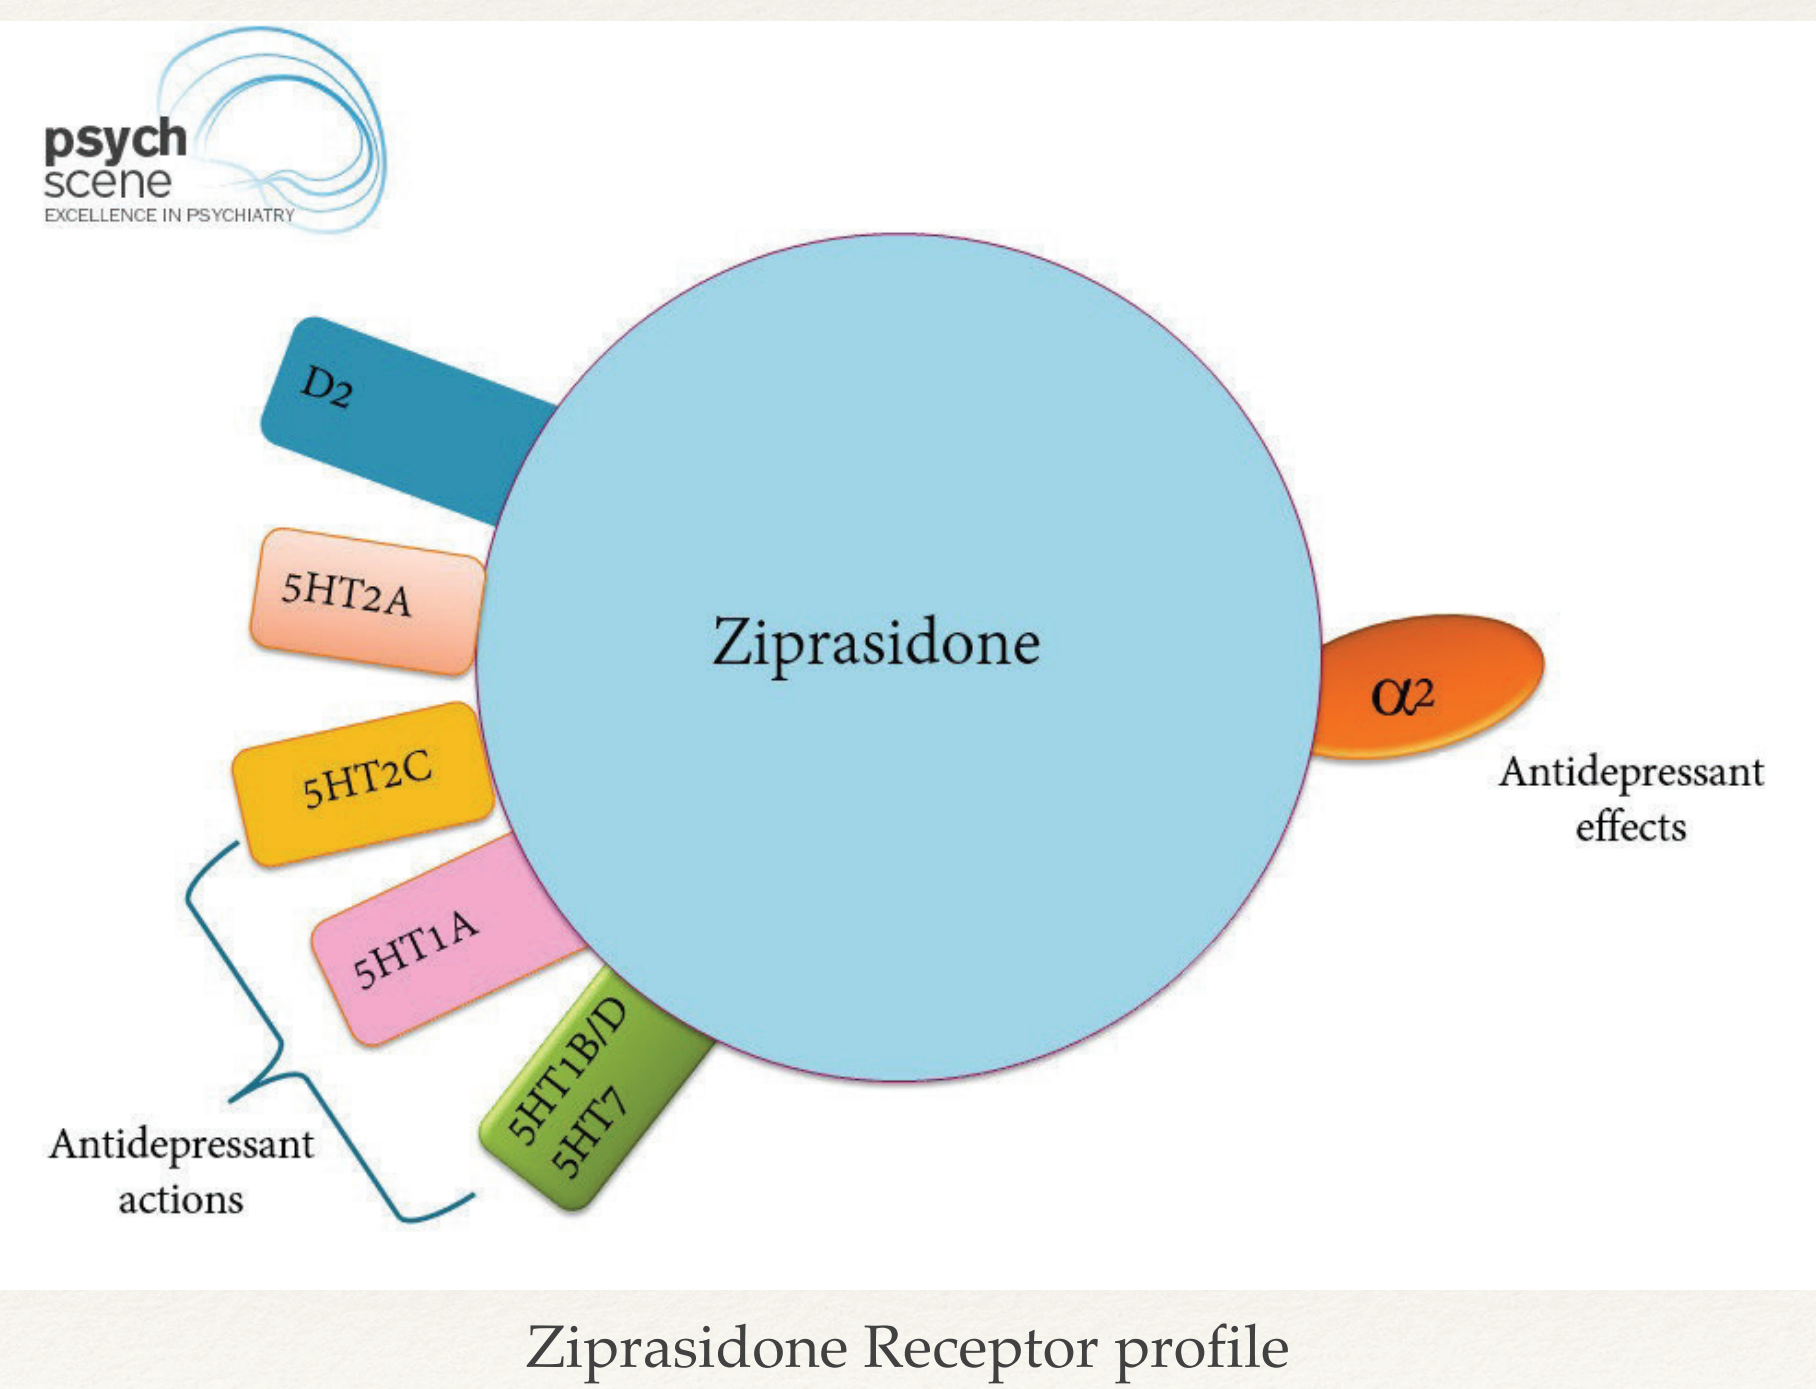 psych
scene
EXCELLENCE IN PSYCHIATRY
D2
5HT2A
5HT2C
5HT1A
5HT1B/D
5HT7
Antidepressant
actions
Ziprasidone
α2
Antidepressant
effects
Ziprasidone Receptor profile